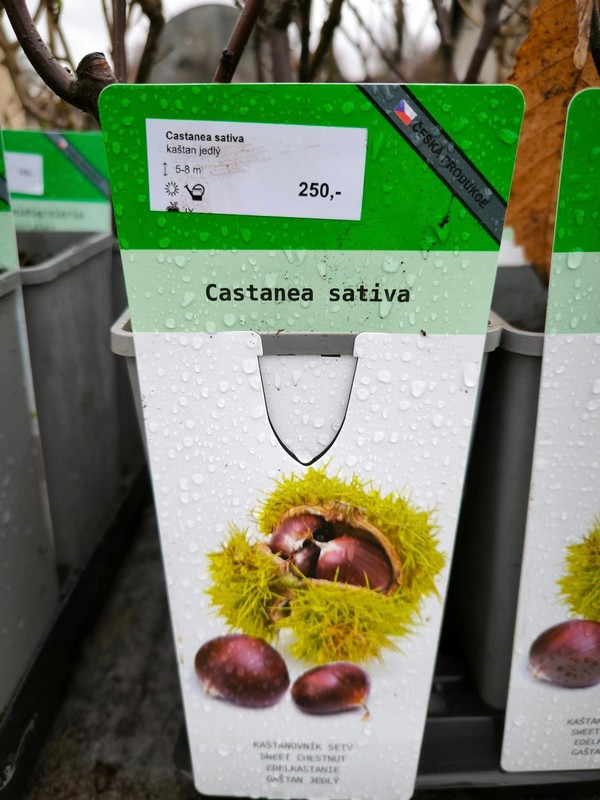 Castanea sativa
kaštan jedlý
5-8 m
250,-
ČESKÁ PRODUKCE
Castanea sativa
KAŠTANOVNÍK SETÝ
SWEET CHESTNUT
EDELKASTANIE
GAŠTAN JEDLÝ